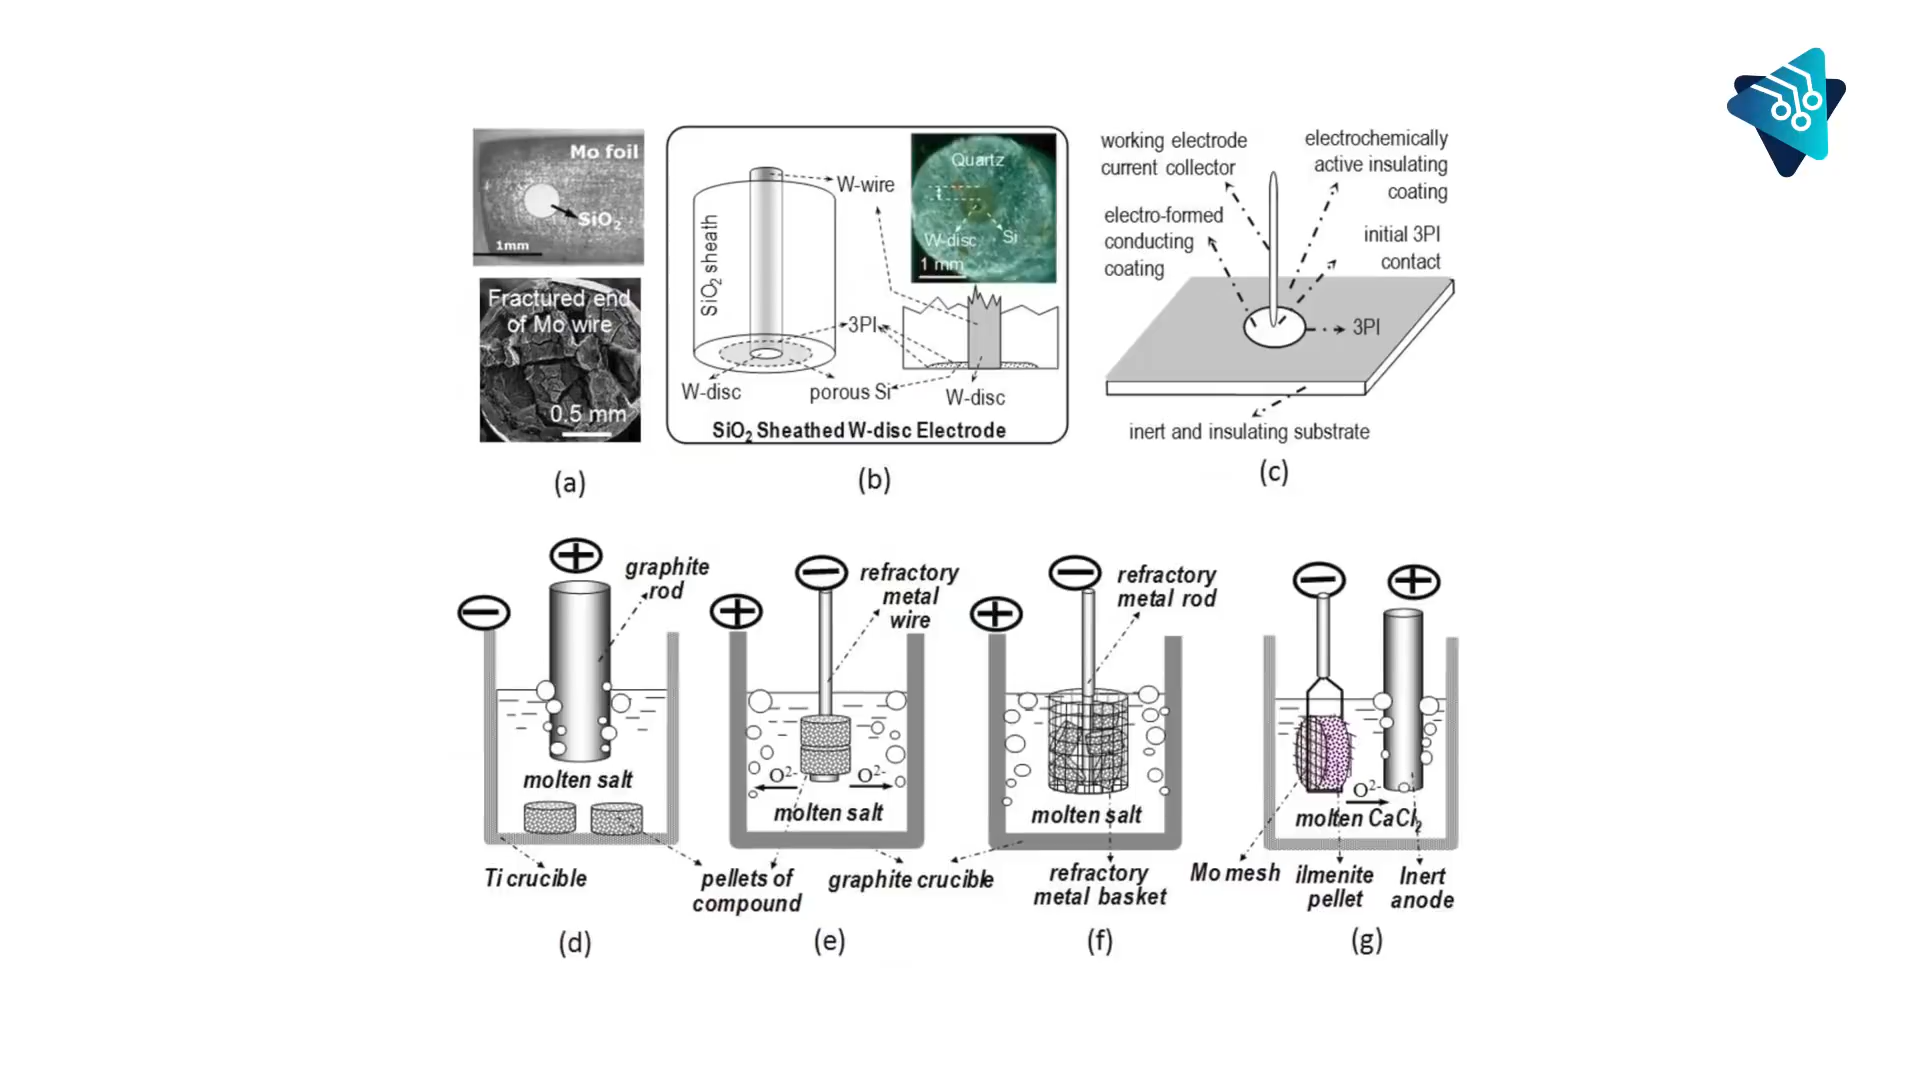 Mo foil
SiO₂
1mm
Fractured end
of Mo wire
0.5 mm
(a)
SiO₂ sheath
W-wire
3PI
W-disc
porous Si
Quartz
W-disc
Si
1 mm
W-disc
SiO₂ Sheathed W-disc Electrode
(b)
working electrode
current collector
electrochemically
active insulating
coating
electro-formed
conducting
coating
initial 3PI
contact
3PI
inert and insulating substrate
(c)
graphite
rod
molten salt
Ti crucible
(d)
refractory
metal
wire
O²⁻
O²⁻
molten salt
pellets of
compound
graphite crucible
(e)
refractory
metal rod
molten salt
refractory
metal basket
(f)
O²⁻
molten CaCl₂
Mo mesh
ilmenite
pellet
Inert
anode
(g)